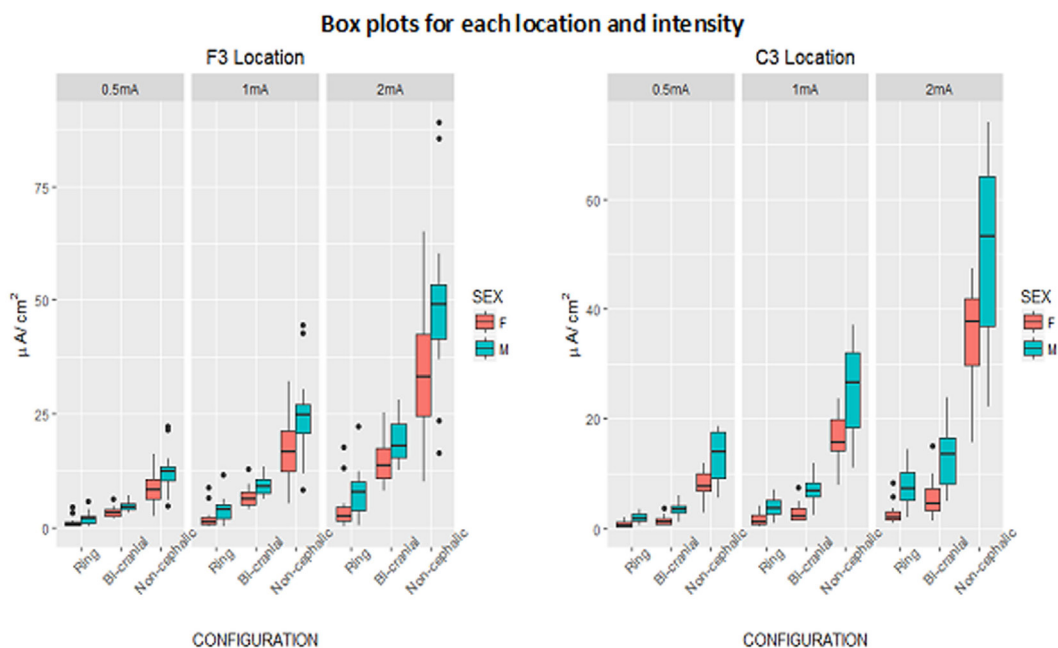 Box plots for each location and intensity
F3 Location
0.5mA
1mA
2mA
75
50
25
0
μ A/ cm²
Ring
Bi-cranial
Non-cephalic
Ring
Bi-cranial
Non-cephalic
Ring
Bi-cranial
Non-cephalic
CONFIGURATION
SEX
F
M
C3 Location
0.5mA
1mA
2mA
60
40
20
0
μ A/ cm²
Ring
Bi-cranial
Non-cephalic
Ring
Bi-cranial
Non-cephalic
Ring
Bi-cranial
Non-cephalic
CONFIGURATION
SEX
F
M